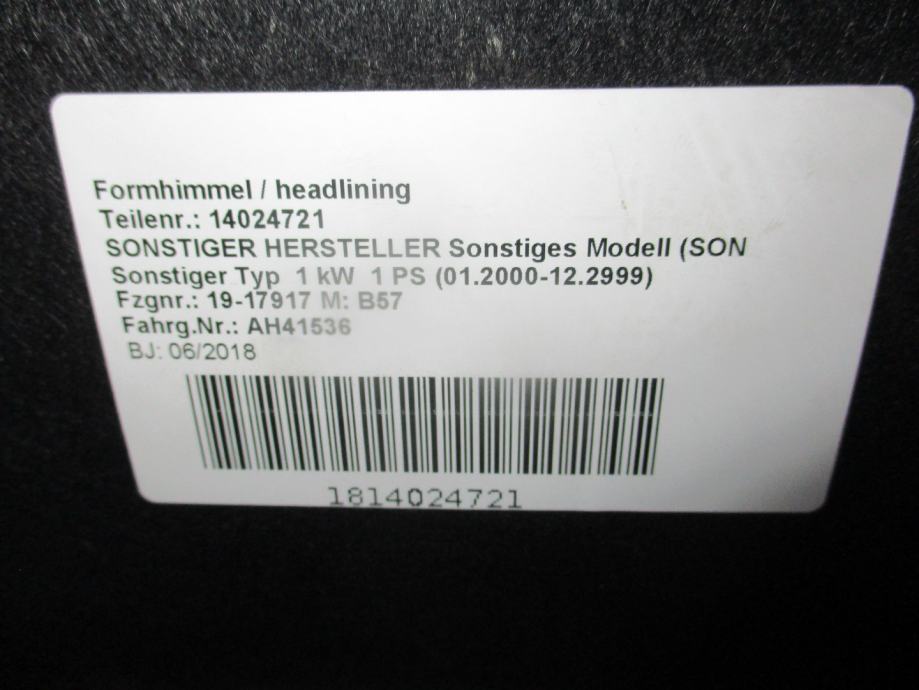 Formhimmel / headlining
Teilenr.: 14024721
SONSTIGER HERSTELLER Sonstiges Modell (SON
Sonstiger Typ 1 kW 1 PS (01.2000-12.2999)
Fzgnr.: 19-17917 M: B57
Fahrg.Nr.: AH41536
BJ: 06/2018
1814024721